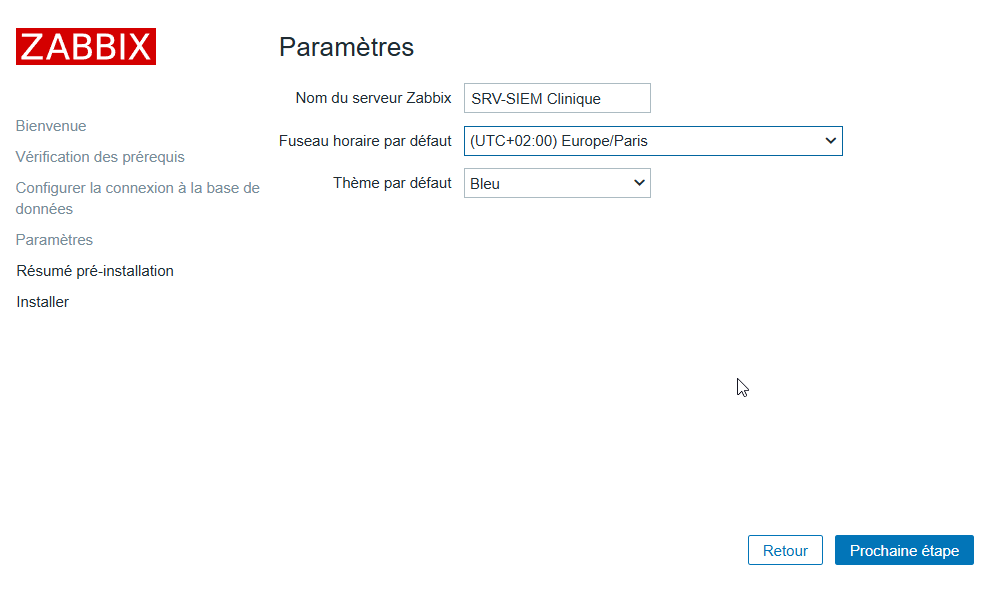 ZABBIX
Bienvenue
Vérification des prérequis
Configurer la connexion à la base de
données
Paramètres
Résumé pré-installation
Installer
Paramètres
Nom du serveur Zabbix SRV-SIEM Clinique
Fuseau horaire par défaut (UTC+02:00) Europe/Paris
Thème par défaut Bleu
Retour Prochaine étape